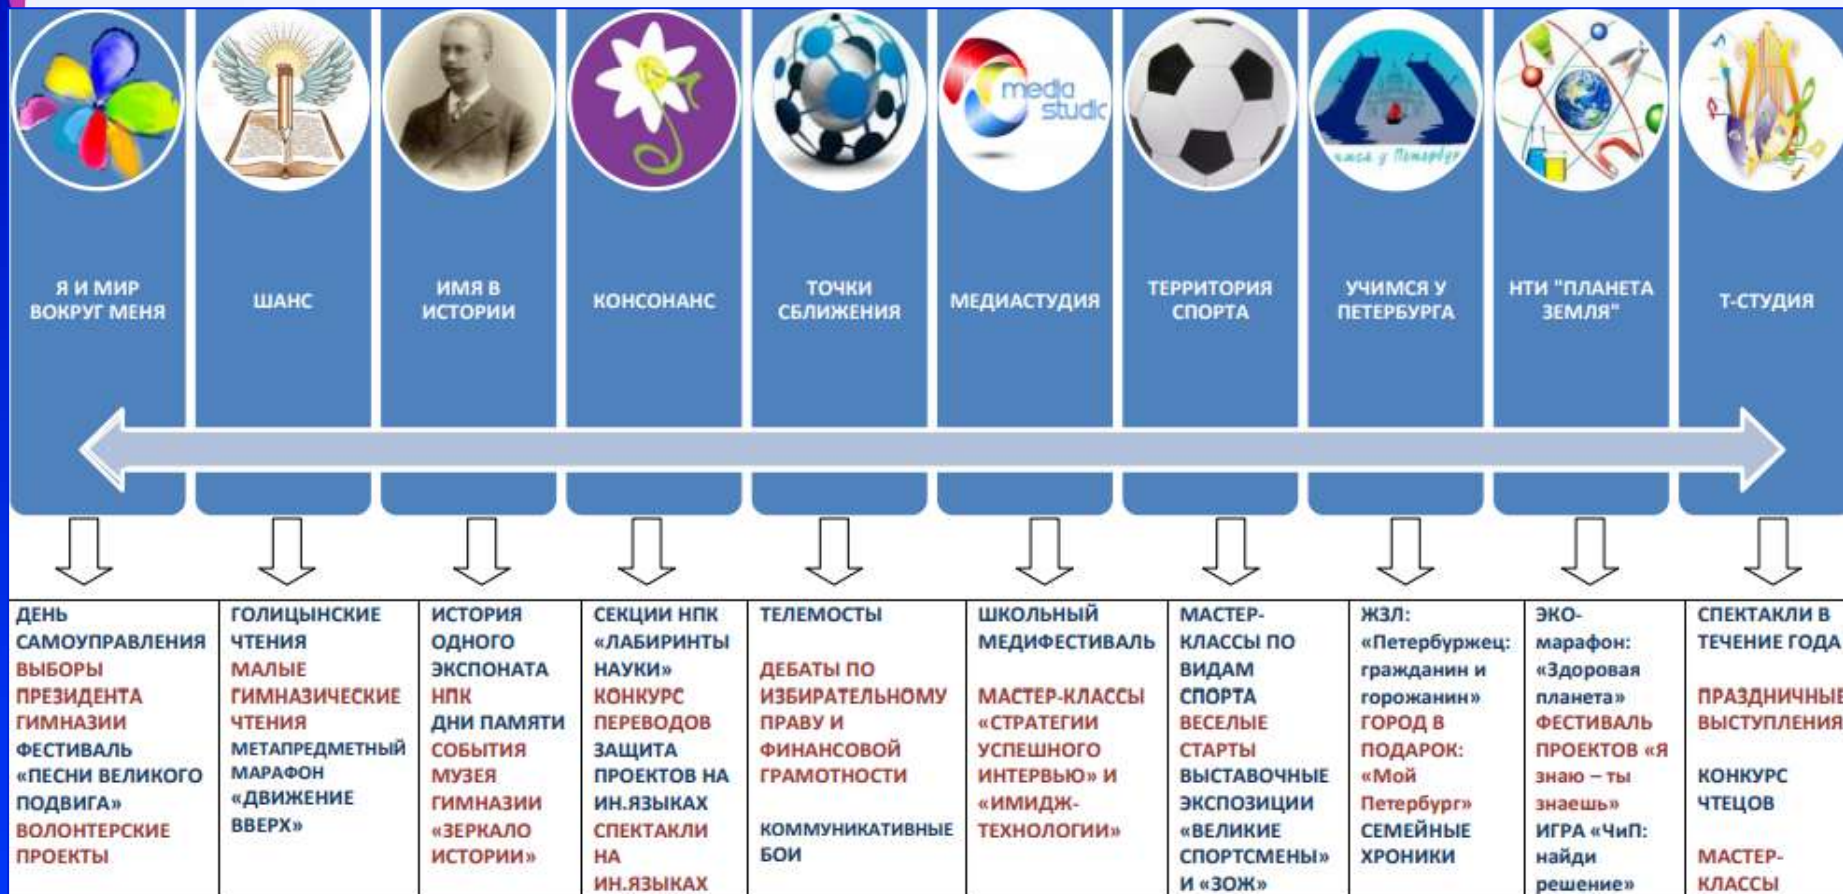 media
studio
имся у Петербур
Я И МИР
ВОКРУГ МЕНЯ
ШАНС
ИМЯ В
ИСТОРИИ
КОНСОНАНС
ТОЧКИ
СБЛИЖЕНИЯ
МЕДИАСТУДИЯ
ТЕРРИТОРИЯ
СПОРТА
УЧИМСЯ У
ПЕТЕРБУРГА
НТИ "ПЛАНЕТА
ЗЕМЛЯ"
Т-СТУДИЯ
ДЕНЬ
САМОУПРАВЛЕНИЯ
ВЫБОРЫ
ПРЕЗИДЕНТА
ГИМНАЗИИ
ФЕСТИВАЛЬ
«ПЕСНИ ВЕЛИКОГО
ПОДВИГА»
ВОЛОНТЕРСКИЕ
ПРОЕКТЫ
ГОЛИЦЫНСКИЕ
ЧТЕНИЯ
МАЛЫЕ
ГИМНАЗИЧЕСКИЕ
ЧТЕНИЯ
МЕТАПРЕДМЕТНЫЙ
МАРАФОН
«ДВИЖЕНИЕ
ВВЕРХ»
ИСТОРИЯ
ОДНОГО
ЭКСПОНАТА
НПК
ДНИ ПАМЯТИ
СОБЫТИЯ
МУЗЕЯ
ГИМНАЗИИ
«ЗЕРКАЛО
ИСТОРИИ»
СЕКЦИИ НПК
«ЛАБИРИНТЫ
НАУКИ»
КОНКУРС
ПЕРЕВОДОВ
ЗАЩИТА
ПРОЕКТОВ НА
ИН.ЯЗЫКАХ
СПЕКТАКЛИ
НА
ИН.ЯЗЫКАХ
ТЕЛЕМОСТЫ
ДЕБАТЫ ПО
ИЗБИРАТЕЛЬНОМУ
ПРАВУ И
ФИНАНСОВОЙ
ГРАМОТНОСТИ
КОММУНИКАТИВНЫЕ
БОИ
ШКОЛЬНЫЙ
МЕДИФЕСТИВАЛЬ
МАСТЕР-КЛАССЫ
«СТРАТЕГИИ
УСПЕШНОГО
ИНТЕРВЬЮ» И
«ИМИДЖ-
ТЕХНОЛОГИИ»
МАСТЕР-
КЛАССЫ ПО
ВИДАМ
СПОРТА
ВЕСЕЛЫЕ
СТАРТЫ
ВЫСТАВОЧНЫЕ
ЭКСПОЗИЦИИ
«ВЕЛИКИЕ
СПОРТСМЕНЫ»
И «ЗОЖ»
ЖЗЛ:
«Петербуржец:
гражданин и
горожанин»
ГОРОД В
ПОДАРОК:
«Мой
Петербург»
СЕМЕЙНЫЕ
ХРОНИКИ
ЭКО-
марафон:
«Здоровая
планета»
ФЕСТИВАЛЬ
ПРОЕКТОВ «Я
знаю – ты
знаешь»
ИГРА «ЧиП:
найди
решение»
СПЕКТАКЛИ В
ТЕЧЕНИЕ ГОДА
ПРАЗДНИЧНЫЕ
ВЫСТУПЛЕНИЯ
КОНКУРС
ЧТЕЦОВ
МАСТЕР-
КЛАССЫ